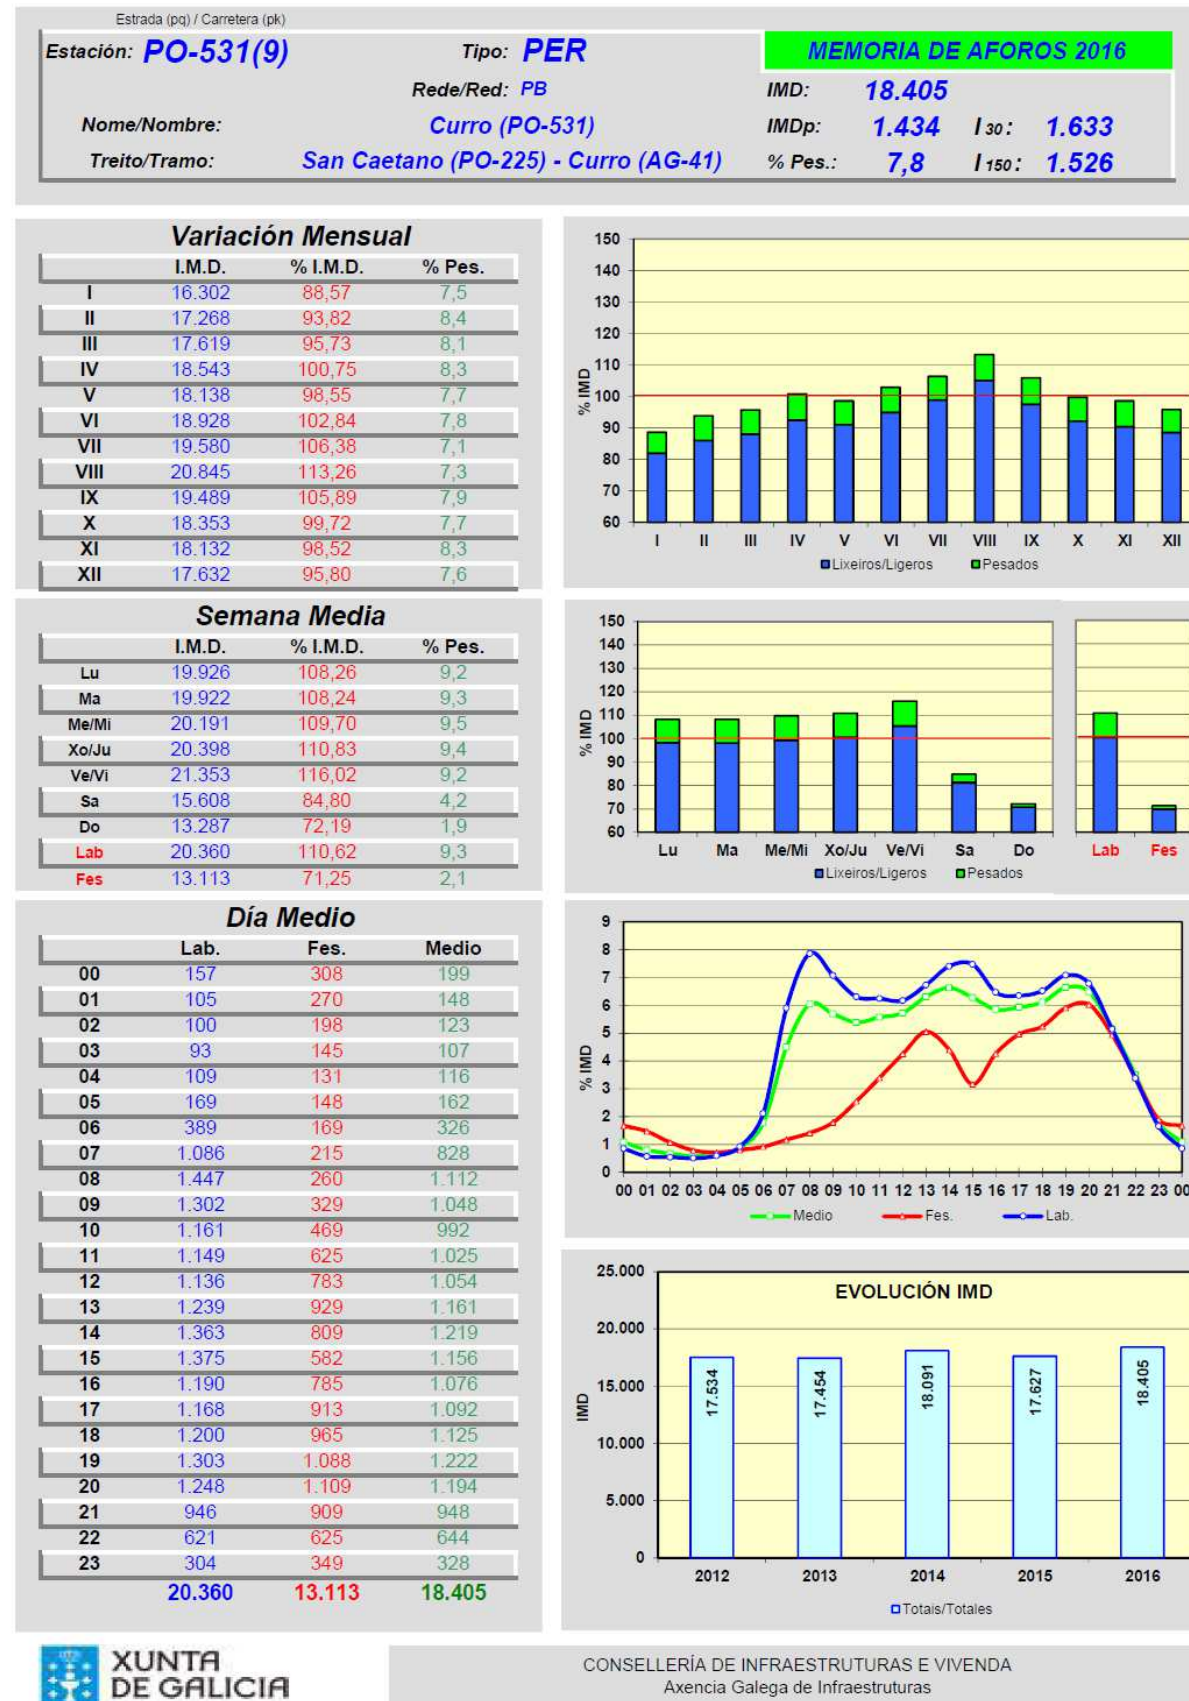 Estrada (pq) / Carretera (pk)
Estación: PO-531(9) Tipo: PER MEMORIA DE AFOROS 2016
Rede/Red: PB IMD: 18.405
Nome/Nombre: Curro (PO-531) IMDp: 1.434 I 30: 1.633
Treito/Tramo: San Caetano (PO-225) - Curro (AG-41) % Pes.: 7,8 I 150: 1.526
Variación Mensual
I.M.D. % I.M.D. % Pes.
I 16.302 88,57 7,5
II 17.268 93,82 8,4
III 17.619 95,73 8,1
IV 18.543 100,75 8,3
V 18.138 98,55 7,7
VI 18.928 102,84 7,8
VII 19.580 106,38 7,1
VIII 20.845 113,26 7,3
IX 19.489 105,89 7,9
X 18.353 99,72 7,7
XI 18.132 98,52 8,3
XII 17.632 95,80 7,6
150
140
130
120
110
100
90
80
70
60
% IMD
I II III IV V VI VII VIII IX X XI XII
Lixeiros/Ligeros Pesados
Semana Media
I.M.D. % I.M.D. % Pes.
Lu 19.926 108,26 9,2
Ma 19.922 108,24 9,3
Me/Mi 20.191 109,70 9,5
Xo/Ju 20.398 110,83 9,4
Ve/Vi 21.353 116,02 9,2
Sa 15.608 84,80 4,2
Do 13.287 72,19 1,9
Lab 20.360 110,62 9,3
Fes 13.113 71,25 2,1
150
140
130
120
110
100
90
80
70
60
% IMD
Lu Ma Me/Mi Xo/Ju Ve/Vi Sa Do Lab Fes
Lixeiros/Ligeros Pesados
Día Medio
Lab. Fes. Medio
00 157 308 199
01 105 270 148
02 100 198 123
03 93 145 107
04 109 131 116
05 169 148 162
06 389 169 326
07 1.086 215 828
08 1.447 260 1.112
09 1.302 329 1.048
10 1.161 469 992
11 1.149 625 1.025
12 1.136 783 1.054
13 1.239 929 1.161
14 1.363 809 1.219
15 1.375 582 1.156
16 1.190 785 1.076
17 1.168 913 1.092
18 1.200 965 1.125
19 1.303 1.088 1.222
20 1.248 1.109 1.194
21 946 909 948
22 621 625 644
23 304 349 328
20.360 13.113 18.405
9
8
7
6
5
4
3
2
1
0
% IMD
00 01 02 03 04 05 06 07 08 09 10 11 12 13 14 15 16 17 18 19 20 21 22 23 00
Medio Fes. Lab.
EVOLUCIÓN IMD
25.000
20.000
15.000
10.000
5.000
0
IMD
17.534 17.454 18.091 17.627 18.405
2012 2013 2014 2015 2016
Totais/Totales
XUNTA
DE GALICIA
CONSELLERÍA DE INFRAESTRUTURAS E VIVENDA
Axencia Galega de Infraestruturas